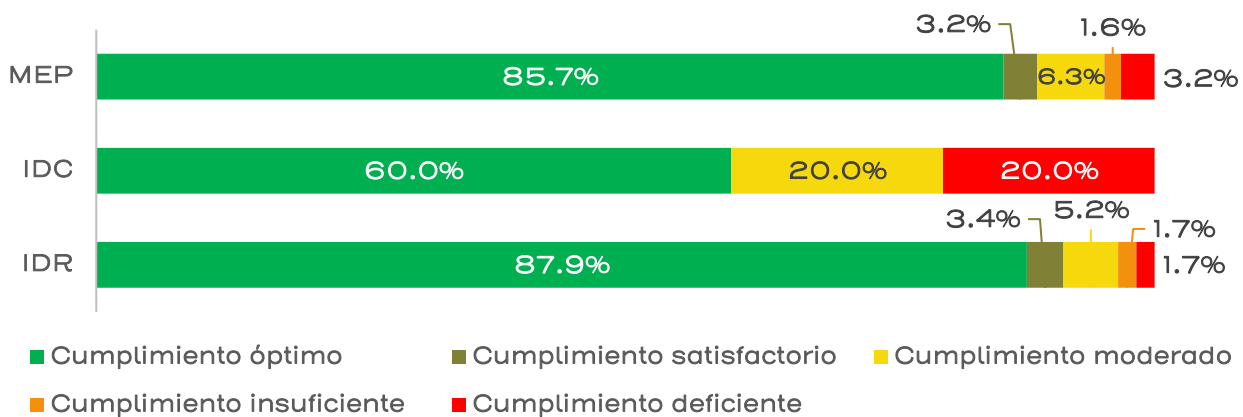 3.2% 1.6%
MEP 85.7% 6.3% 3.2%
IDC 60.0% 20.0% 20.0%
3.4% 5.2% 1.7%
IDR 87.9% 1.7%
Cumplimiento óptimo Cumplimiento satisfactorio Cumplimiento moderado
Cumplimiento insuficiente Cumplimiento deficiente